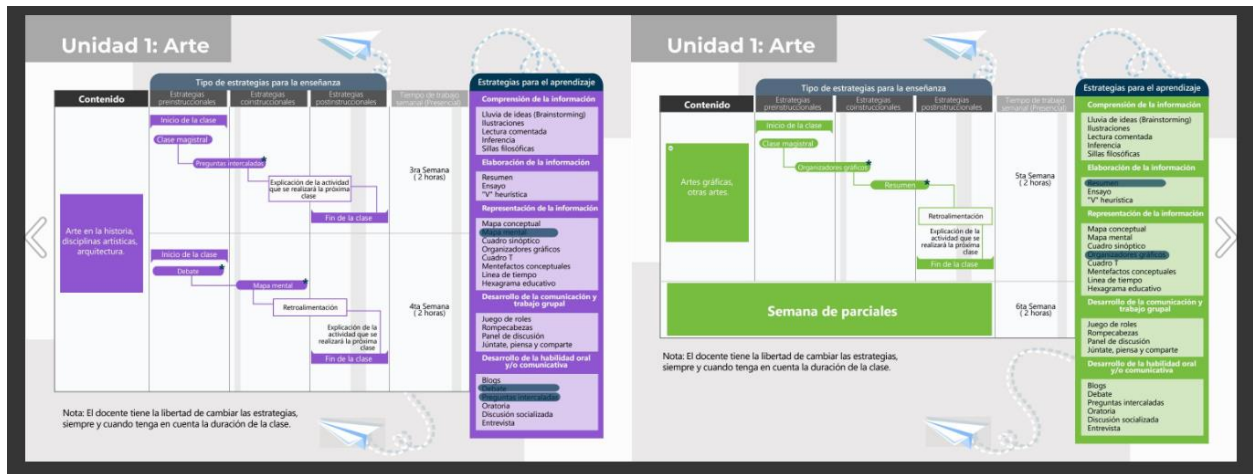 Unidad 1: Arte
Tipo de estrategias para la enseñanza
Contenido
Estrategias preinstruccionales
Estrategias coinstruccionales
Estrategias postinstruccionales
Tiempo de trabajo semanal (Presencial)
Arte en la historia,
disciplinas artísticas,
arquitectura.
Inicio de la clase
Clase magistral
Preguntas intercaladas
Explicación de la actividad
que se realizará la próxima
clase
Fin de la clase
3ra Semana
( 2 horas)
Inicio de la clase
Debate
Mapa mental
Retroalimentación
Explicación de la
actividad que se
realizará la próxima
clase
Fin de la clase
4ta Semana
( 2 horas)
Nota: El docente tiene la libertad de cambiar las estrategias,
siempre y cuando tenga en cuenta la duración de la clase.
Estrategias para el aprendizaje
Comprensión de la información
Lluvia de ideas (Brainstorming)
Ilustraciones
Lectura comentada
Inferencia
Sillas filosóficas
Elaboración de la información
Resumen
Ensayo
"V" heurística
Representación de la información
Mapa conceptual
Mapa mental
Cuadro sinóptico
Organizadores gráficos
Cuadro T
Mentefactos conceptuales
Linea de tiempo
Hexagrama educativo
Desarrollo de la comunicación y
trabajo grupal
Juego de roles
Rompecabezas
Panel de discusión
Júntate, piensa y comparte
Desarrollo de la habilidad oral
y/o comunicativa
Blogs
Debate
Preguntas intercaladas
Oratoria
Discusión socializada
Entrevista
Unidad 1: Arte
Tipo de estrategias para la enseñanza
Contenido
Estrategias preinstruccionales
Estrategias coinstruccionales
Estrategias postinstruccionales
Tiempo de trabajo semanal (Presencial)
Artes gráficas,
otras artes.
Inicio de la clase
Clase magistral
Organizadores gráficos
Resumen
Retroalimentación
Explicación de la
actividad que se
realizará la próxima
clase
Fin de la clase
5ta Semana
( 2 horas)
Semana de parciales
6ta Semana
( 2 horas)
Nota: El docente tiene la libertad de cambiar las estrategias,
siempre y cuando tenga en cuenta la duración de la clase.
Estrategias para el aprendizaje
Comprensión de la información
Lluvia de ideas (Brainstorming)
Ilustraciones
Lectura comentada
Inferencia
Sillas filosóficas
Elaboración de la información
Resumen
Ensayo
"V" heurística
Representación de la información
Mapa conceptual
Mapa mental
Cuadro sinóptico
Organizadores gráficos
Cuadro T
Mentefactos conceptuales
Linea de tiempo
Hexagrama educativo
Desarrollo de la comunicación y
trabajo grupal
Juego de roles
Rompecabezas
Panel de discusión
Júntate, piensa y comparte
Desarrollo de la habilidad oral
y/o comunicativa
Blogs
Debate
Preguntas intercaladas
Oratoria
Discusión socializada
Entrevista